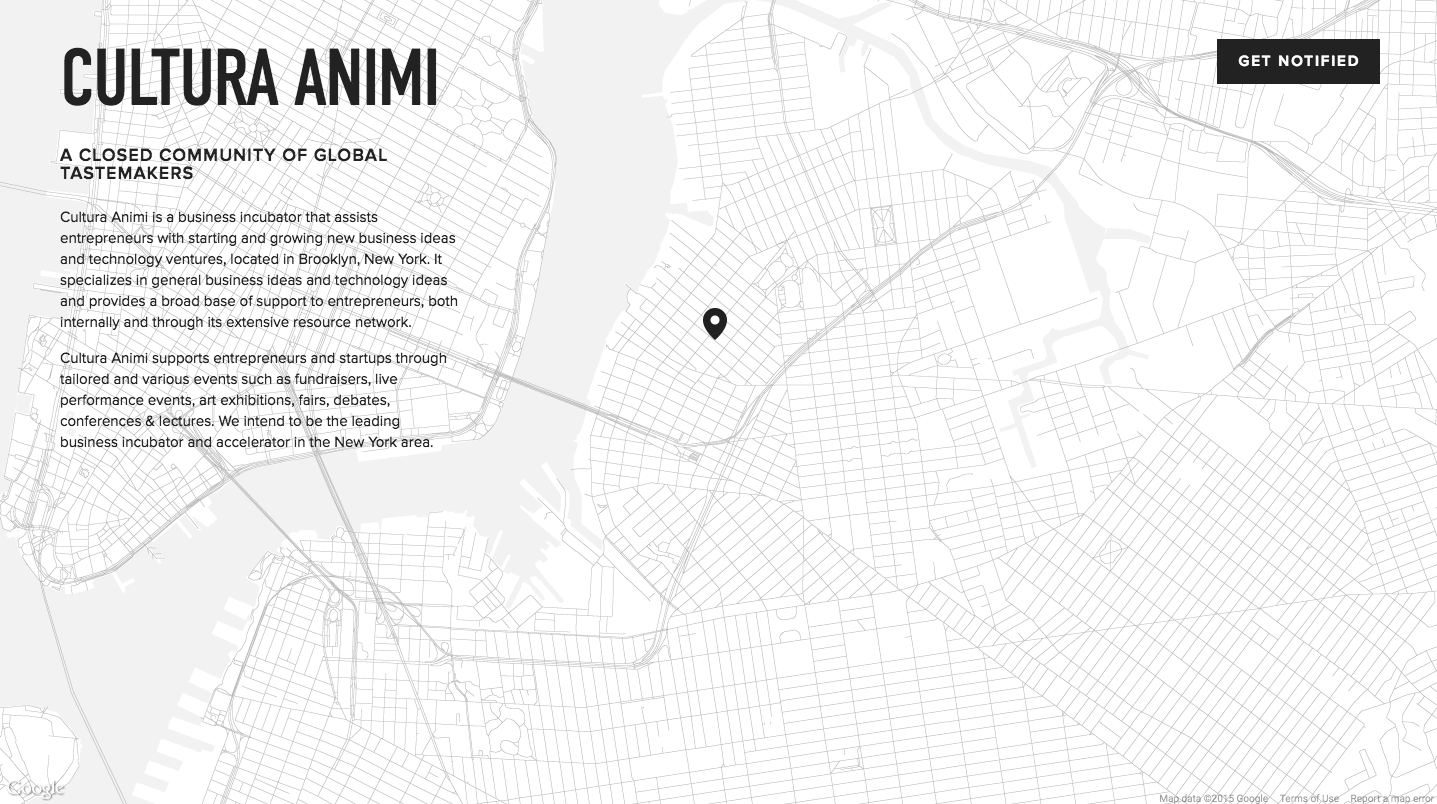 CULTURA ANIMI
GET NOTIFIED
A CLOSED COMMUNITY OF GLOBAL
TASTEMAKERS
Cultura Animi is a business incubator that assists
entrepreneurs with starting and growing new business ideas
and technology ventures, located in Brooklyn, New York. It
specializes in general business ideas and technology ideas
and provides a broad base of support to entrepreneurs, both
internally and through its extensive resource network.
Cultura Animi supports entrepreneurs and startups through
tailored and various events such as fundraisers, live
performance events, art exhibitions, fairs, debates,
conferences & lectures. We intend to be the leading
business incubator and accelerator in the New York area.
Google
Map data ©2015 Google Terms of Use Report a map error